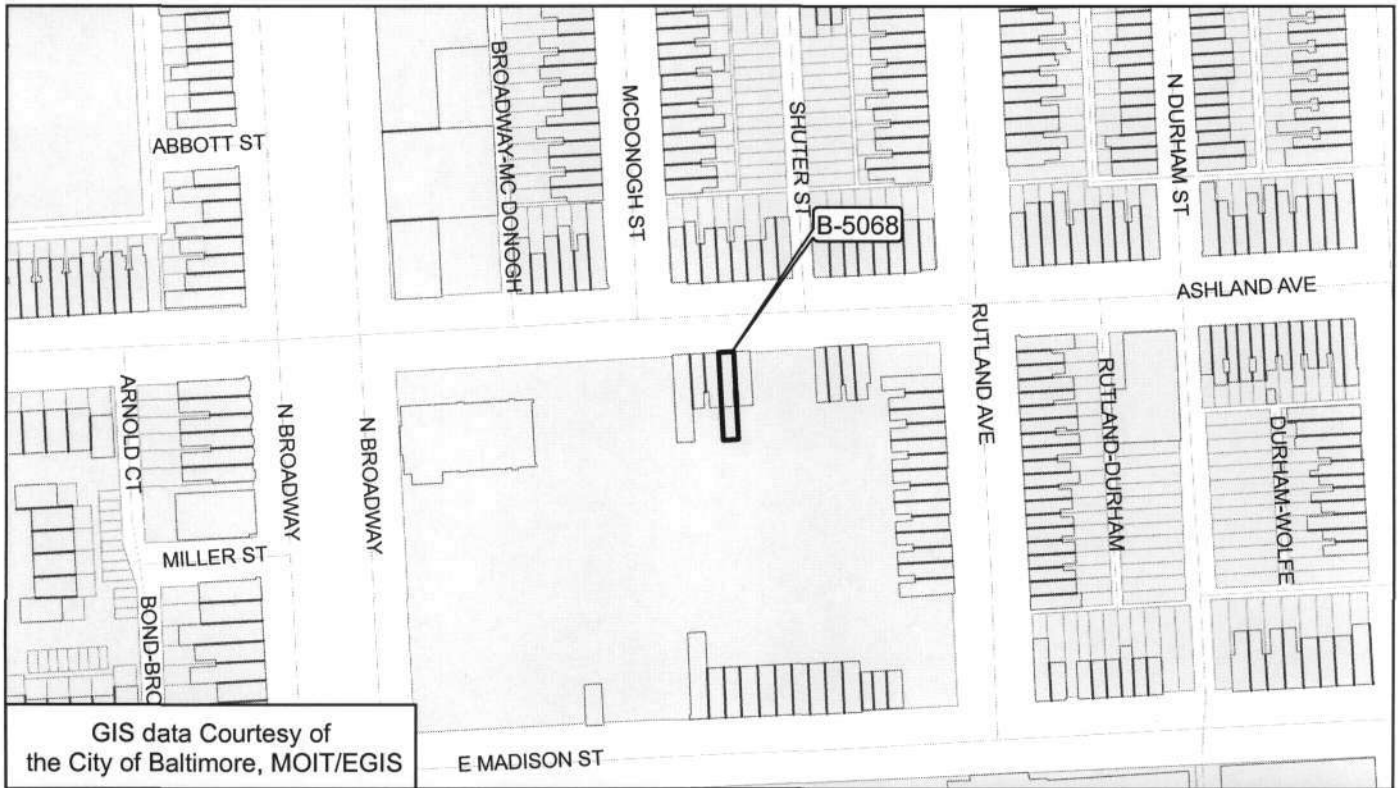 ABBOTT ST
BROADWAY-MC DONOGH
MCDONOGH ST
SHUTER ST
N DURHAM ST
B-5068
ASHLAND AVE
RUTLAND AVE
ARNOLD CT
N BROADWAY
N BROADWAY
RUTLAND-DURHAM
DURHAM-WOLFE
MILLER ST
BOND-BRO
GIS data Courtesy of
the City of Baltimore, MOIT/EGIS
E MADISON ST